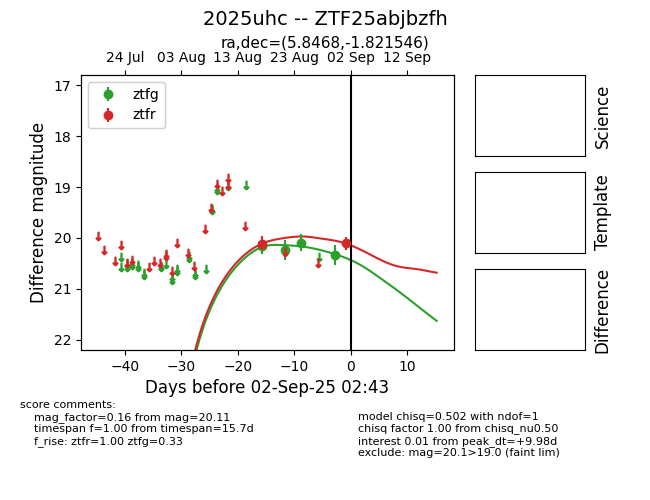 2025uhc -- ZTF25abjbzfh
ra,dec=(5.8468,-1.821546)
24 Jul 03 Aug 13 Aug 23 Aug 02 Sep 12 Sep
ztfg
ztfr
17
18
19
20
21
22
Difference magnitude
−40 −30 −20 −10 0 10
Days before 02-Sep-25 02:43
Science
Template
Difference
score comments:
mag_factor=0.16 from mag=20.11
timespan f=1.00 from timespan=15.7d
f_rise: ztfr=1.00 ztfg=0.33
model chisq=0.502 with ndof=1
chisq factor 1.00 from chisq_nu0.50
interest 0.01 from peak_dt=+9.98d
exclude: mag=20.1>19.0 (faint lim)